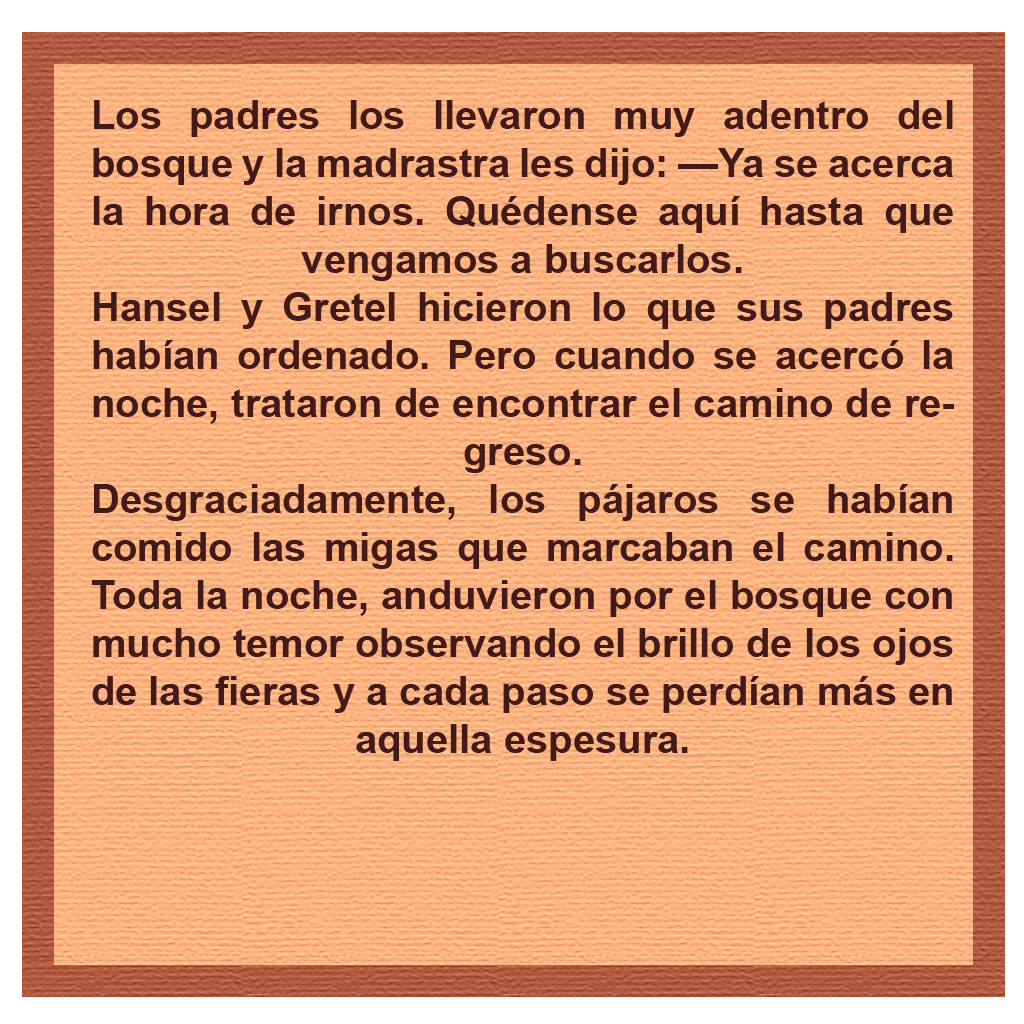 Los padres los llevaron muy adentro del
bosque y la madrastra les dijo: —Ya se acerca
la hora de irnos. Quédense aquí hasta que
vengamos a buscarlos.
Hansel y Gretel hicieron lo que sus padres
habían ordenado. Pero cuando se acercó la
noche, trataron de encontrar el camino de re-
greso.
Desgraciadamente, los pájaros se habían
comido las migas que marcaban el camino.
Toda la noche, anduvieron por el bosque con
mucho temor observando el brillo de los ojos
de las fieras y a cada paso se perdían más en
aquella espesura.